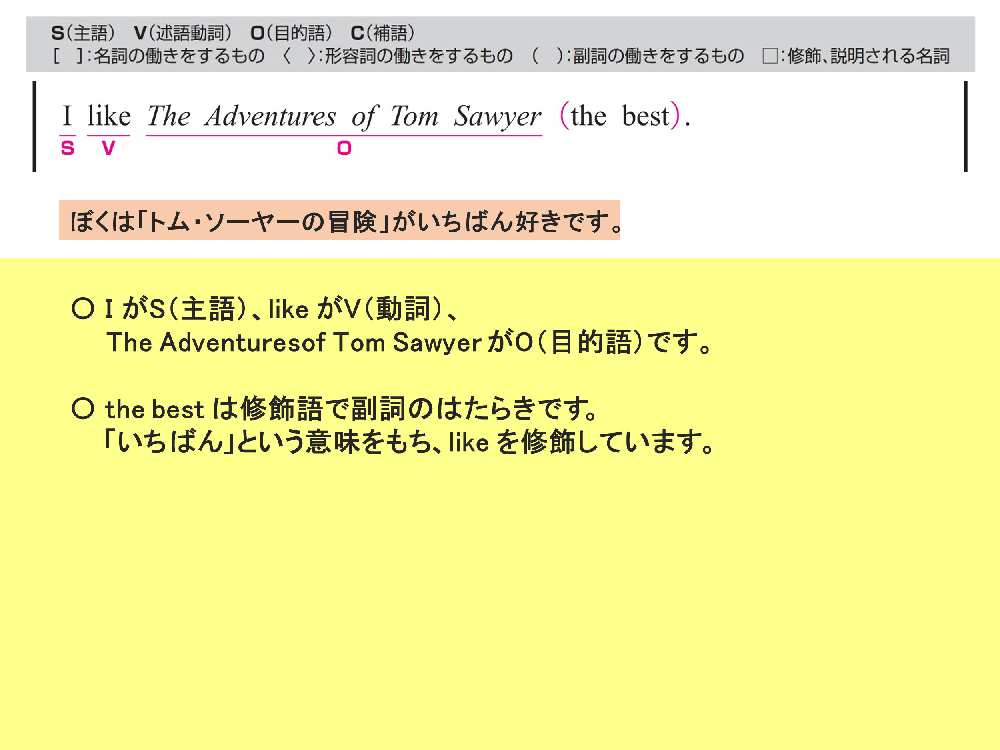 S（主語）　V（述語動詞）　O（目的語）　C（補語）
［　］：名詞の働きをするもの　〈　〉：形容詞の働きをするもの　（　）：副詞の働きをするもの　□：修飾、説明される名詞
I like The Adventures of Tom Sawyer (the best).
S V O
ぼくは「トム・ソーヤーの冒険」がいちばん好きです。
○ I がS（主語）、like がV（動詞）、
The Adventuresof Tom Sawyer がO（目的語）です。
○ the best は修飾語で副詞のはたらきです。
「いちばん」という意味をもち、like を修飾しています。